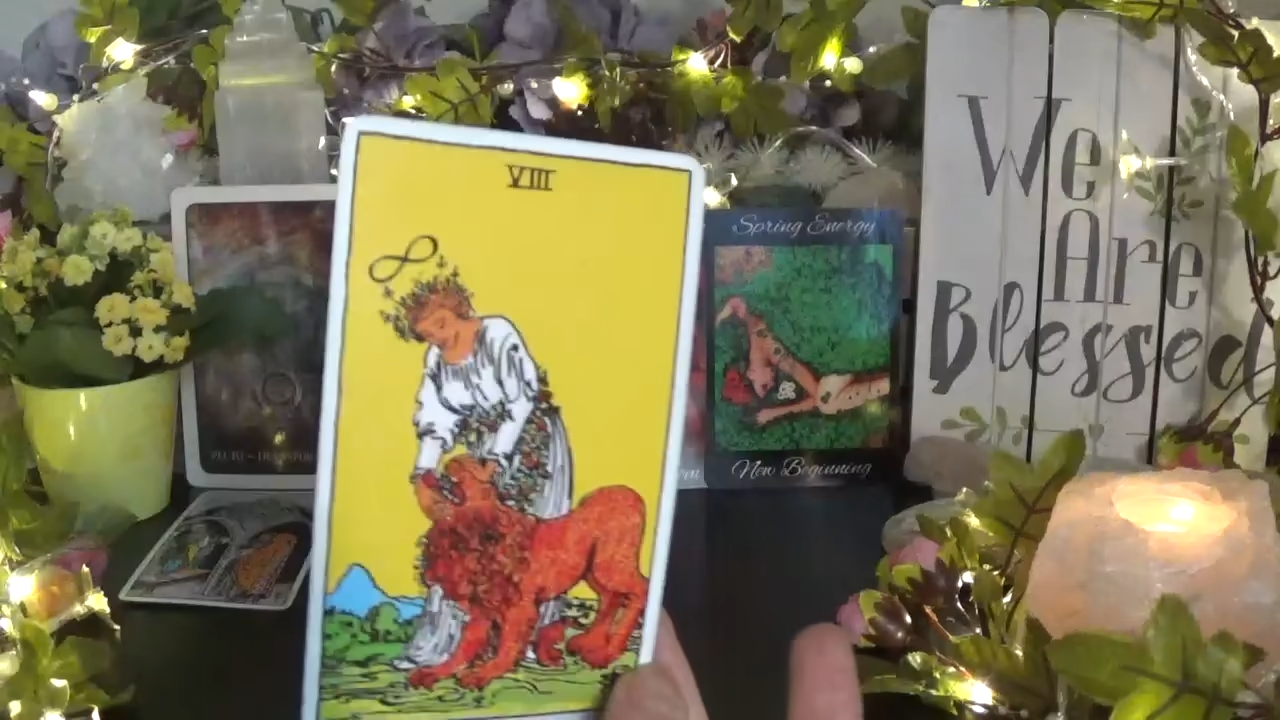 VIII
Spring Energy
New Beginning
We
Are
Blessed